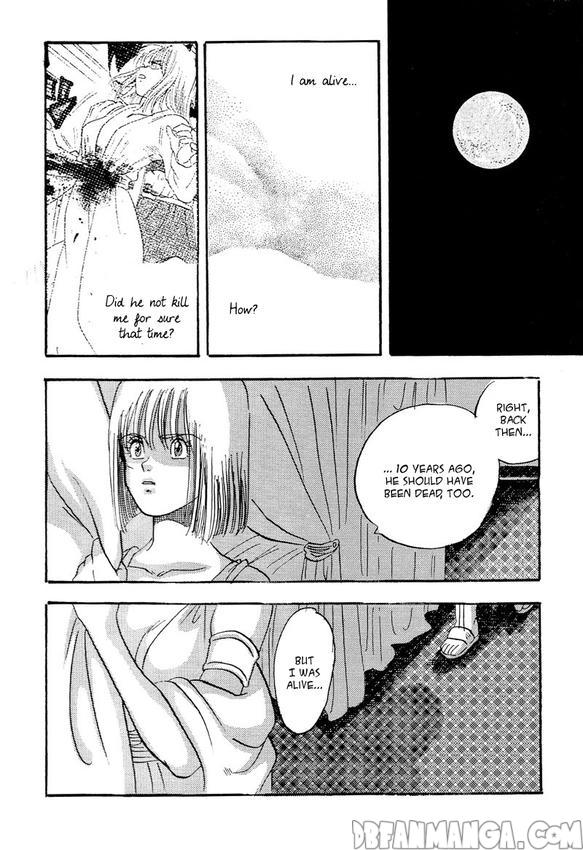 I am alive...
How?
Did he not kill
me for sure
that time?
RIGHT,
BACK
THEN...
... 10 YEARS AGO,
HE SHOULD HAVE
BEEN DEAD, TOO.
BUT
I WAS
ALIVE...
DBFANMANGA.COM